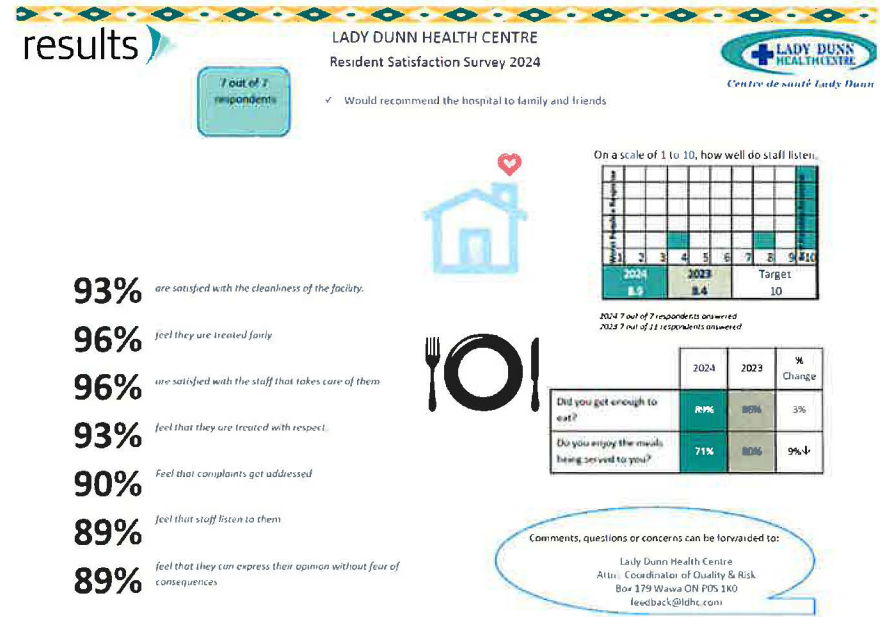 results
LADY DUNN HEALTH CENTRE
Resident Satisfaction Survey 2024
LADY DUNN
HEALTH CENTRE
Centre de santé Lady Dunn
7 out of 7
respondents
✓ Would recommend the hospital to family and friends
On a scale of 1 to 10, how well do staff listen.
1 2 3 4 5 6 7 8 9 10
2024 2023 Target
8.9 8.4 10
2024 7 out of 7 respondents answered
2023 7 out of 11 respondents answered
93% are satisfied with the cleanliness of the facility.
96% feel they are treated fairly
96% are satisfied with the staff that takes care of them
93% feel that they are treated with respect.
90% Feel that complaints get addressed
89% feel that staff listen to them
89% feel that they can express their opinion without fear of
consequences
2024 2023 %
Change
Did you get enough to
eat? 89% 3%
Do you enjoy the meals
being served to you? 71% 80% 9%↓
Comments, questions or concerns can be forwarded to:
Lady Dunn Health Centre
Attn: Coordinator of Quality & Risk
Box 179 Wawa ON P0S 1K0
feedback@ldhc.com